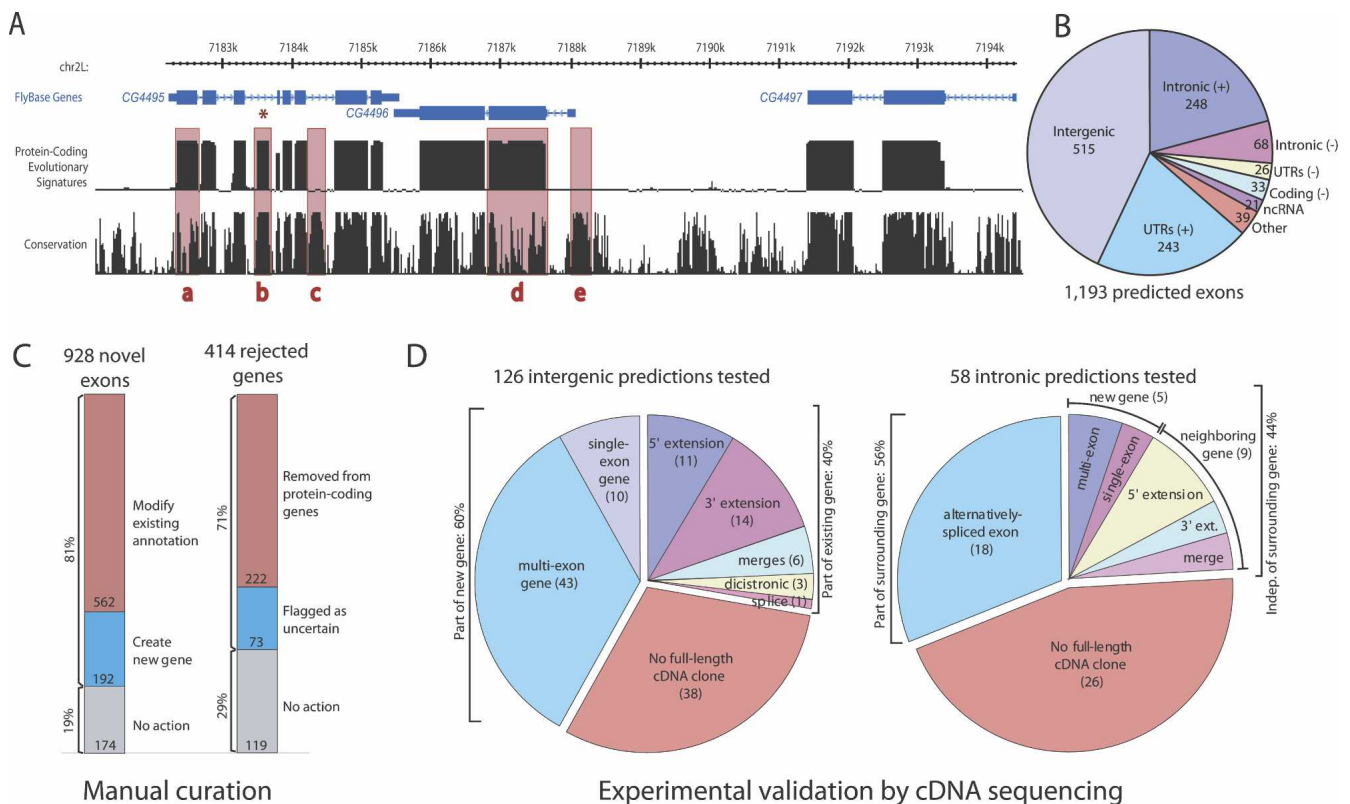 A
7183k 7184k 7185k 7186k 7187k 7188k 7189k 7190k 7191k 7192k 7193k 7194k
chr2L:
FlyBase Genes
CG4495
CG4496
CG4497
*
Protein-Coding
Evolutionary
Signatures
Conservation
a b c d e
B
Intergenic
515
Intronic (+)
248
68 Intronic (-)
26 UTRs (-)
33 Coding (-)
21 ncRNA
39 Other
UTRs (+)
243
1,193 predicted exons
C
928 novel
exons
81%
19%
562
192
174
Modify
existing
annotation
Create
new gene
No action
414 rejected
genes
71%
29%
222
73
119
Removed from
protein-coding
genes
Flagged as
uncertain
No action
Manual curation
D
126 intergenic predictions tested
Part of new gene: 60%
single-
exon
gene
(10)
multi-exon
gene (43)
5' extension
(11)
3' extension
(14)
merges (6)
dicistronic (3)
splice (1)
No full-length
cDNA clone
(38)
Part of existing gene: 40%
58 intronic predictions tested
Part of surrounding gene: 56%
alternatively-
spliced exon
(18)
new gene (5)
multi-exon
single-exon
neighboring
gene (9)
5' extension
3' ext.
merge
No full-length
cDNA clone
(26)
Indep. of surrounding gene: 44%
Experimental validation by cDNA sequencing